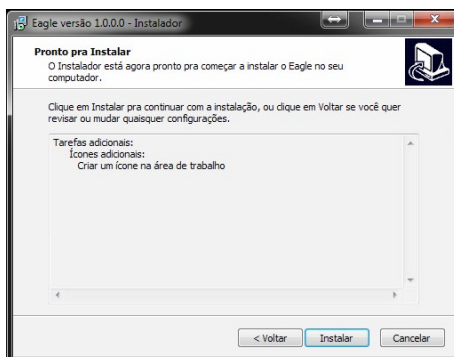 Eagle versão 1.0.0.0 - Instalador
Pronto pra Instalar
O Instalador está agora pronto pra começar a instalar o Eagle no seu
computador.
Clique em Instalar pra continuar com a instalação, ou clique em Voltar se você quer
revisar ou mudar quaisquer configurações.
Tarefas adicionais:
Ícones adicionais:
Criar um ícone na área de trabalho
< Voltar
Instalar
Cancelar